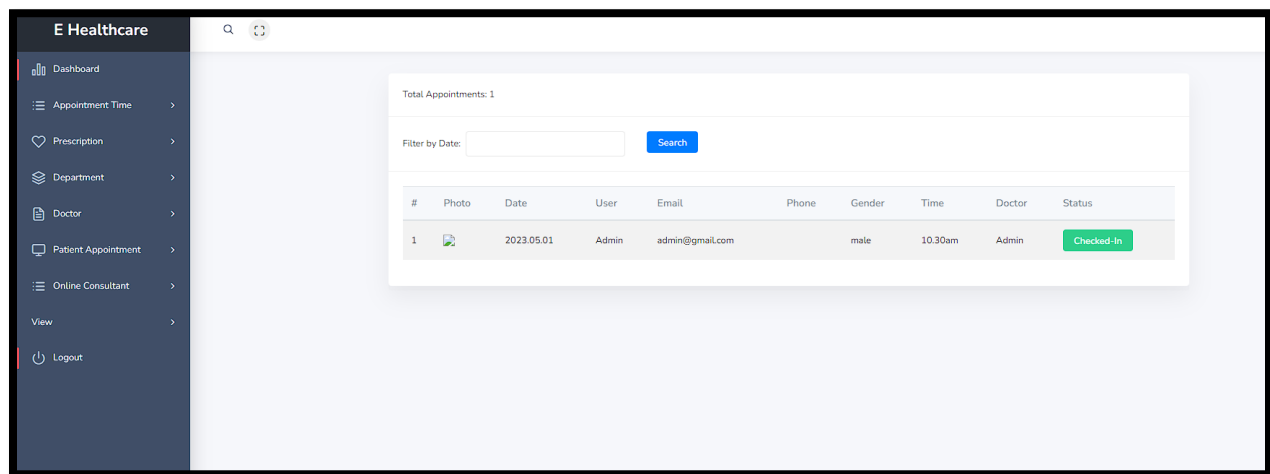 E Healthcare
Dashboard
Appointment Time
Prescription
Department
Doctor
Patient Appointment
Online Consultant
View
Logout
Total Appointments: 1
Filter by Date: Search
# Photo Date User Email Phone Gender Time Doctor Status
1 2023.05.01 Admin admin@gmail.com male 10.30am Admin Checked-In